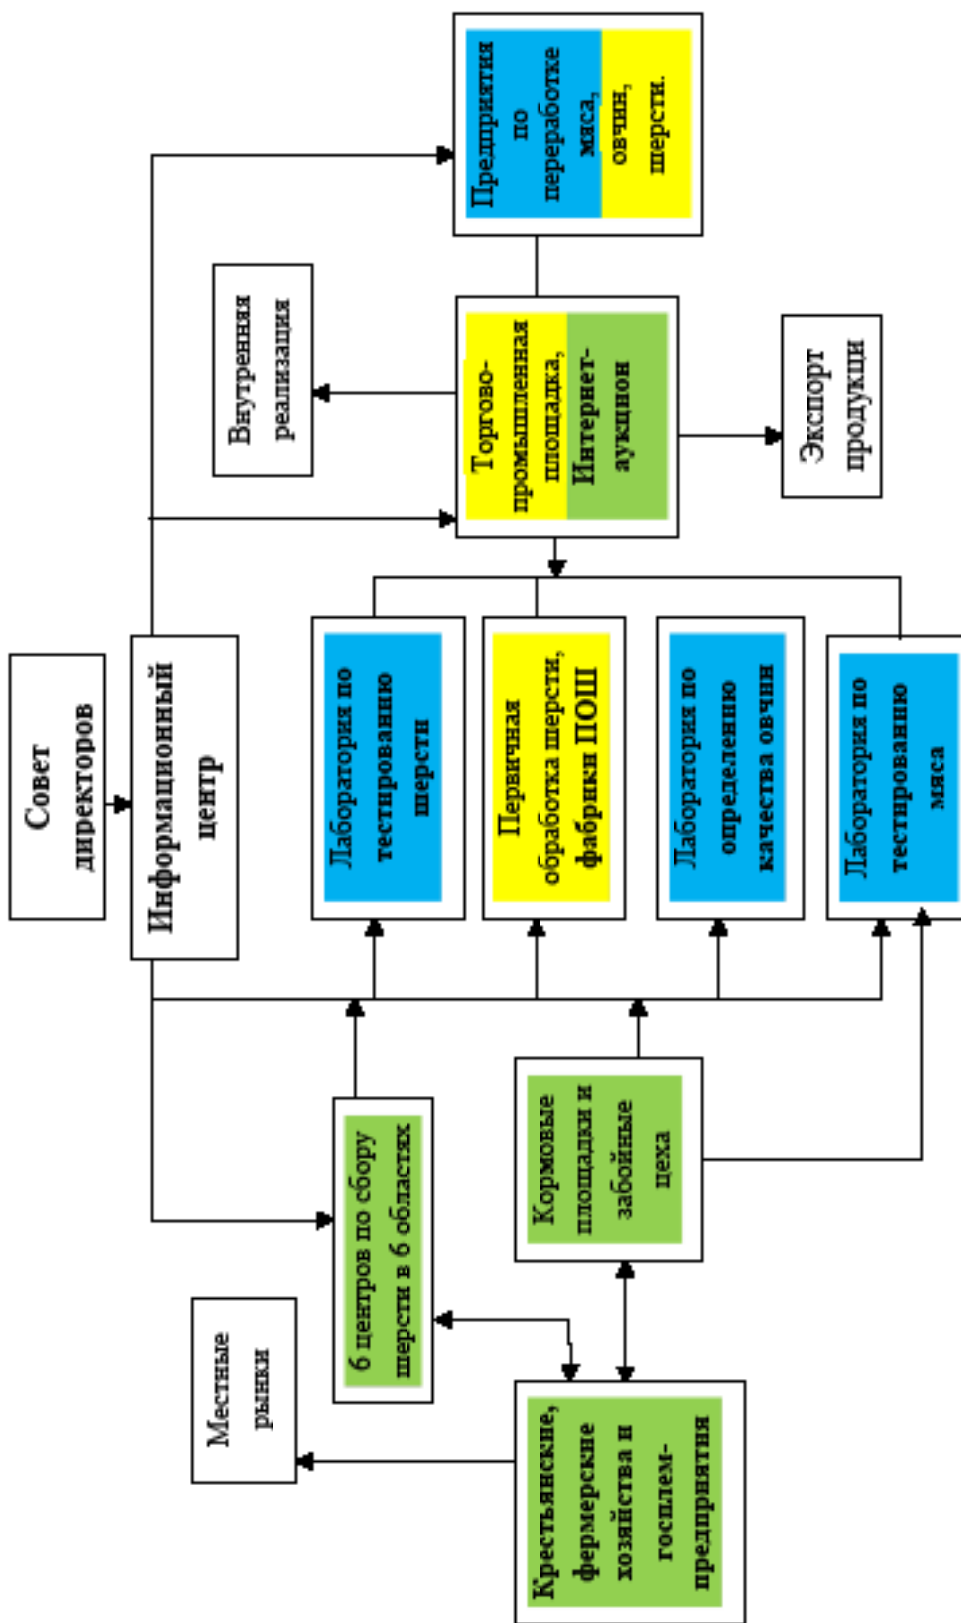 Совет
директоров
Информационный
центр
Местные
рынки
Внутренняя
реализация
6 центров по сбору
шерсти в 6 областях
Лаборатория по
тестированию
шерсти
Торгово-
промышленная
площадка,
Интернет-
аукцион
Предприятия
по
переработке
мяса,
овчин,
шерсти.
Крестьянские,
фермерские
хозяйства и
госплем-
предприятия
Кормовые
площадки и
забойные
цеха
Первичная
обработка шерсти,
фабрики ПОШ
Лаборатория по
определению
качества овчин
Экспорт
продукци
Лаборатория по
тестированию
мяса